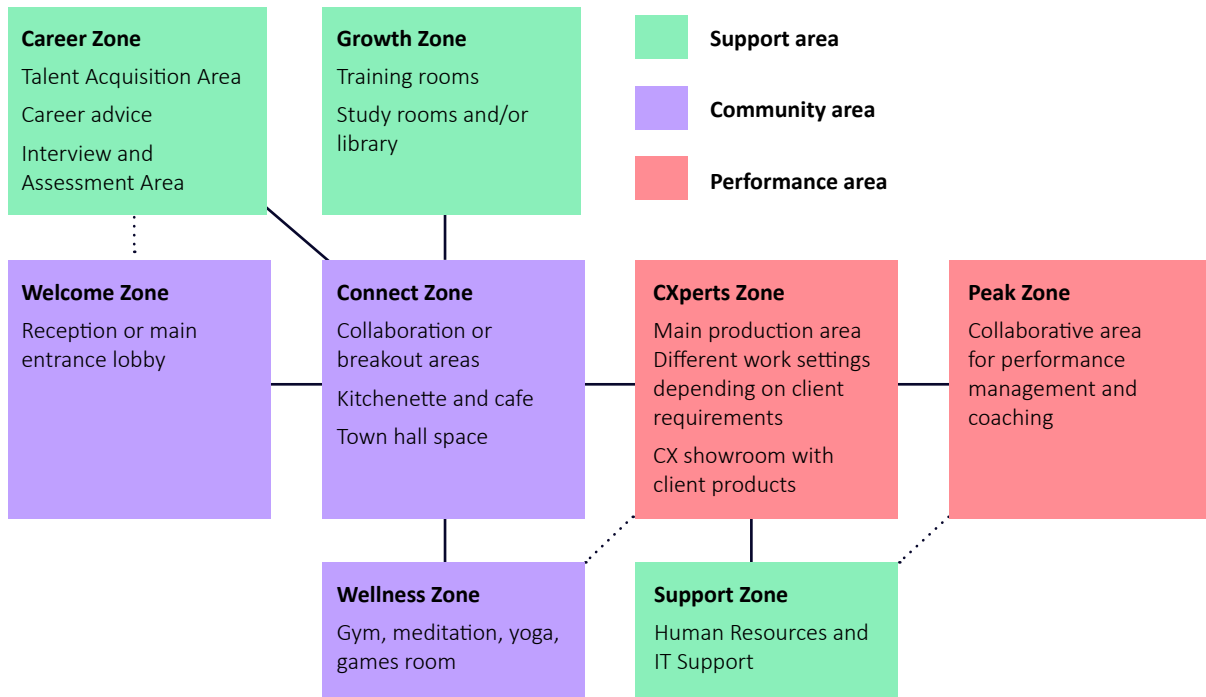 Career Zone
Talent Acquisition Area
Career advice
Interview and
Assessment Area
Growth Zone
Training rooms
Study rooms and/or
library
Support area
Community area
Performance area
Welcome Zone
Reception or main
entrance lobby
Connect Zone
Collaboration or
breakout areas
Kitchenette and cafe
Town hall space
CXperts Zone
Main production area
Different work settings
depending on client
requirements
CX showroom with
client products
Peak Zone
Collaborative area
for performance
management and
coaching
Wellness Zone
Gym, meditation, yoga,
games room
Support Zone
Human Resources and
IT Support